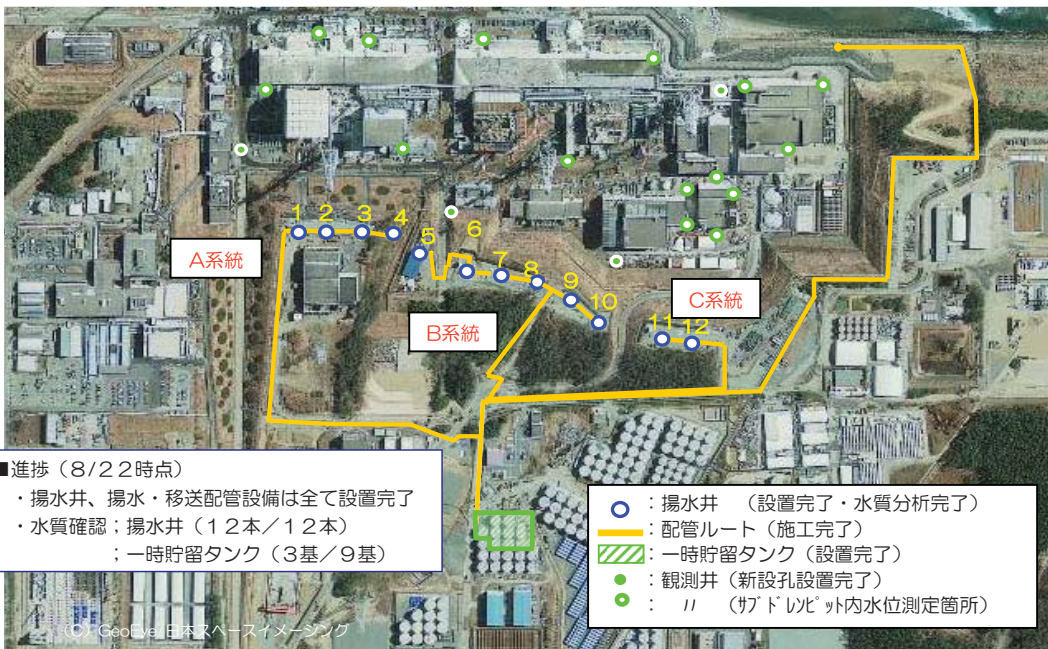 1 2 3 4 5 6 7 8 9 10 11 12
A系統
B系統
C系統
■進捗（8/22時点）
・揚水井、揚水・移送配管設備は全て設置完了
・水質確認；揚水井（12本／12本）
；一時貯留タンク（3基／9基）
：揚水井　（設置完了・水質分析完了）
：配管ルート（施工完了）
：一時貯留タンク（設置完了）
：観測井（新設孔設置完了）
：　〃　（ｻﾌﾞﾄﾞﾚﾝﾋﾟｯﾄ内水位測定箇所）
(C) GeoEye 日本スペースイメージング